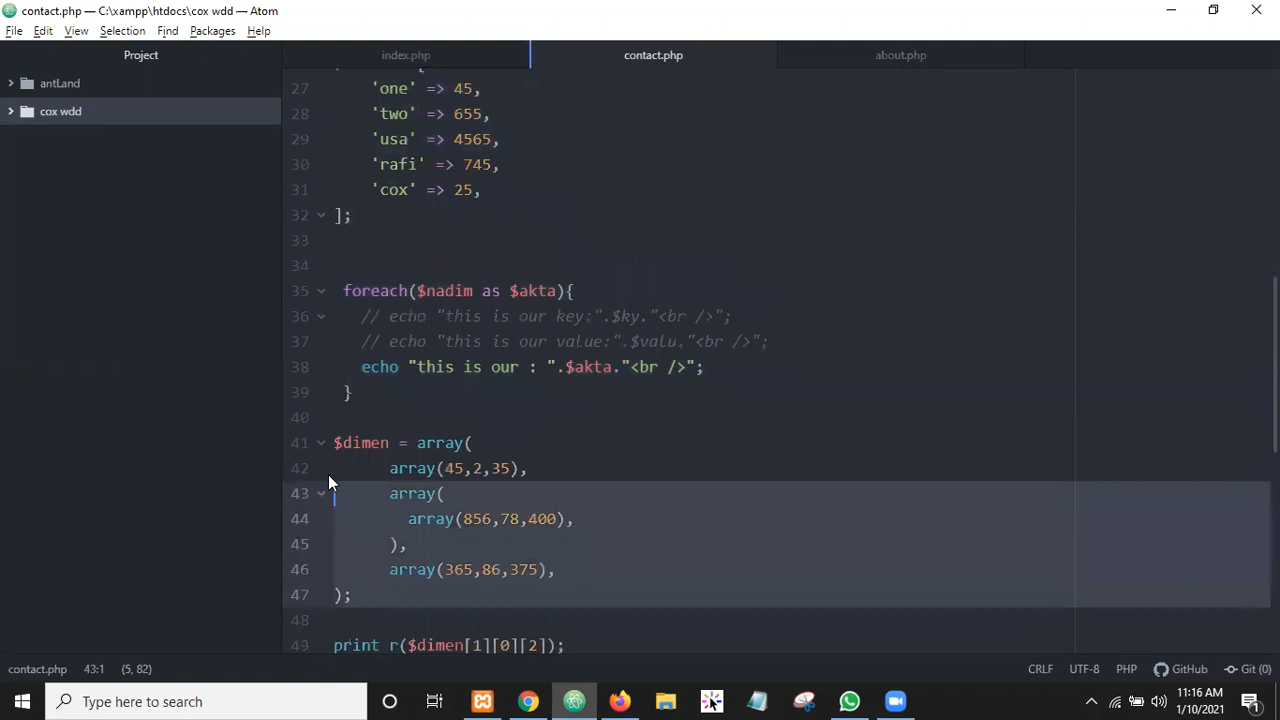 contact.php — C:\xampp\htdocs\cox wdd — Atom
File Edit View Selection Find Packages Help
Project
index.php contact.php about.php
antLand
cox wdd
27 'one' => 45,
28 'two' => 655,
29 'usa' => 4565,
30 'rafi' => 745,
31 'cox' => 25,
32 ];
33
34
35 foreach($nadim as $akta){
36 // echo "this is our key:".$ky."<br />";
37 // echo "this is our value:".$valu."<br />";
38 echo "this is our : ".$akta."<br />";
39 }
40
41 $dimen = array(
42 array(45,2,35),
43 array(
44 array(856,78,400),
45 ),
46 array(365,86,375),
47 );
48
49 print r($dimen[1][0][2]);
contact.php 43:1 (5, 82) CRLF UTF-8 PHP GitHub Git (0)
Type here to search
11:16 AM
1/10/2021
1